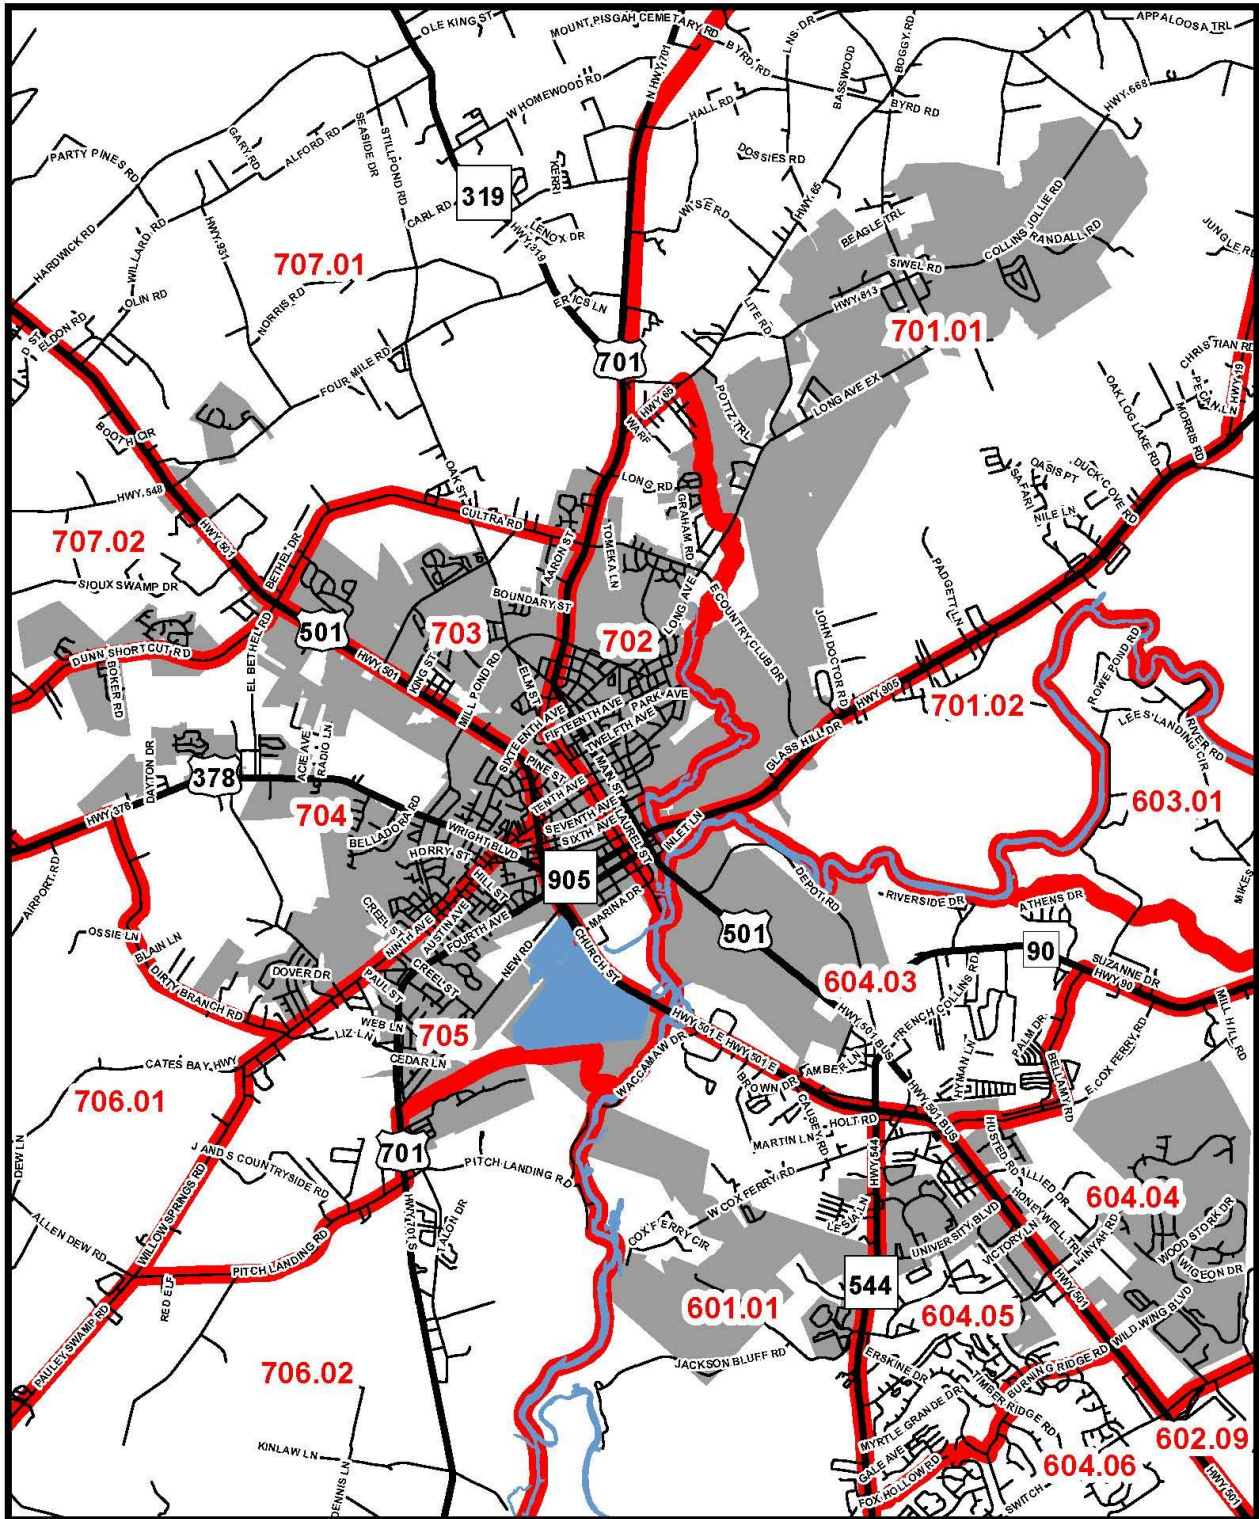 OLE KING ST
MOUNT PISGAH CEMETARY RD
BYRD RD
LNS DR
BASSWOOD
BOGGY RD
APPALOOSA TRL
W HOMEWOOD RD
N HWY 701
HALL RD
BYRD RD
HWY 668
GARY RD
ALFORD RD
SEASIDE DR
STILLPOND RD
PARTY PINES RD
DOSSIES RD
KERRI
319
CARL RD
HWY 65
WISE RD
BEAGLE TRL
COLLINS JOLLIE RD
RANDALL RD
JUNGLE RD
HARDWICK RD
WILLARD RD
HWY 931
HWY 319
LENOX DR
SIWEL RD
707.01
OLIN RD
NORRIS RD
ERICS LN
LITE RD
HWY 813
701.01
D ST
ELDON RD
CHRISTIAN RD
701
FOUR MILE RD
HWY 65
POTTZ TRL
LONG AVE EX
OAK LOG LAKE RD
MORRIS RD
PECAN LN
HWY 19
WARF
BOOTH CIR
HWY 548
OAK ST
LONG RD
GRAHAM RD
OASIS PT
DUCK COVE RD
SAFARI
NILE LN
CULTRA RD
HWY 501
707.02
AARON ST
TOMEKA LN
SIOUX SWAMP DR
BETHEL DR
BOUNDARY ST
LONG AVE
E COUNTRY CLUB DR
PADGETT LN
501
703
702
JOHN DOCTOR RD
ROWE POND RD
DUNN SHORT CUT RD
BOKER RD
EL BETHEL RD
HWY 501
KING ST
MILL POND RD
ELM ST
PARK AVE
HWY 905
701.02
LEES LANDING CIR
RIVER RD
SIXTEENTH AVE
FIFTEENTH AVE
TWELFTH AVE
GLASS HILL DR
DAYTON DR
378
ACIE AVE
RADIO LN
PINE ST
MAIN ST
TENTH AVE
603.01
HWY 378
704
BELLADORA RD
WRIGHT BLVD
SEVENTH AVE
SIXTH AVE
LAUREL ST
INLET LN
HORRY ST
AIRPORT RD
HILL ST
905
DEPOT RD
RIVERSIDE DR
ATHENS DR
MIKES
CREEL ST
AUSTIN AVE
NINTH AVE
FOURTH AVE
MARINA DR
501
OSSIE LN
BLAIN LN
DIRTY BRANCH RD
DOVER DR
PAUL ST
CREEL ST
NEW RD
CHURCH ST
90
SUZANNE DR
HWY 90
604.03
FRENCH COLLINS RD
MILL HILL RD
WEB LN
LIZ LN
705
HWY 501 E
HWY 501 E
HWY 501 BUS
PALM DR
E COX FERRY RD
CATES BAY HWY
CEDAR LN
WACCAMAW DR
AMBER LN
BROWN DR
HYMAN LN
BELLAMY RD
706.01
CAUSEY RD
HOLT RD
HWY 501 BUS
DEW LN
J AND S COUNTRYSIDE RD
701
PITCH LANDING RD
MARTIN LN
HWY 544
HUSTED RD
ALLIED DR
W COX FERRY RD
604.04
ALLEN DEW RD
WILLOW SPRINGS RD
HWY 701 S
TALON DR
LESIA LN
COX FERRY CIR
UNIVERSITY BLVD
VICTORY LN
HONEYWELL TRL
WINYAH RD
WOOD STORK DR
WIGEON DR
PITCH LANDING RD
RED ELF
544
HWY 501
601.01
604.05
WILD WING BLVD
PAULEY SWAMP RD
JACKSON BLUFF RD
ERSKINE DR
BURNING RIDGE RD
706.02
TIMBER RIDGE RD
MYRTLE GRANDE DR
GALE AVE
602.09
KINLAW LN
DENNIS LN
FOX HOLLOW RD
604.06
SWITCH
HWY 501